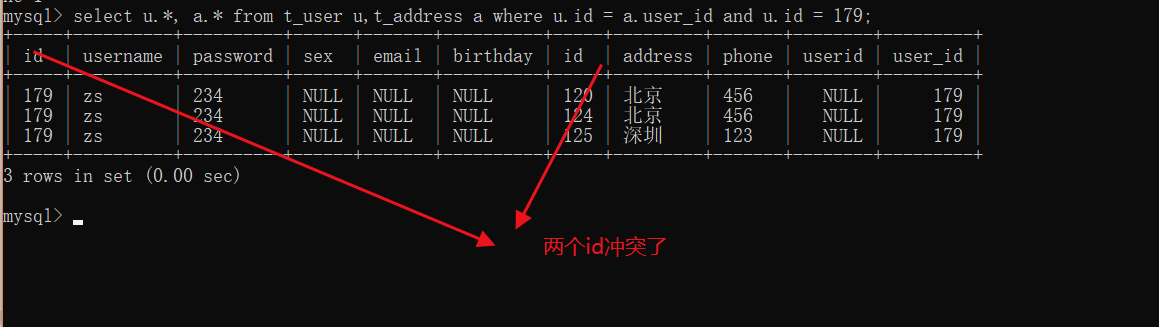 mysql> select u.*, a.* from t_user u,t_address a where u.id = a.user_id and u.id = 179;
+-----+----------+----------+------+-------+----------+-----+---------+-------+--------+---------+
| id | username | password | sex | email | birthday | id | address | phone | userid | user_id |
+-----+----------+----------+------+-------+----------+-----+---------+-------+--------+---------+
| 179 | zs | 234 | NULL | NULL | NULL | 120 | 北京 | 456 | NULL | 179 |
| 179 | zs | 234 | NULL | NULL | NULL | 124 | 北京 | 456 | NULL | 179 |
| 179 | zs | 234 | NULL | NULL | NULL | 125 | 深圳 | 123 | NULL | 179 |
+-----+----------+----------+------+-------+----------+-----+---------+-------+--------+---------+
3 rows in set (0.00 sec)
mysql>
两个id冲突了